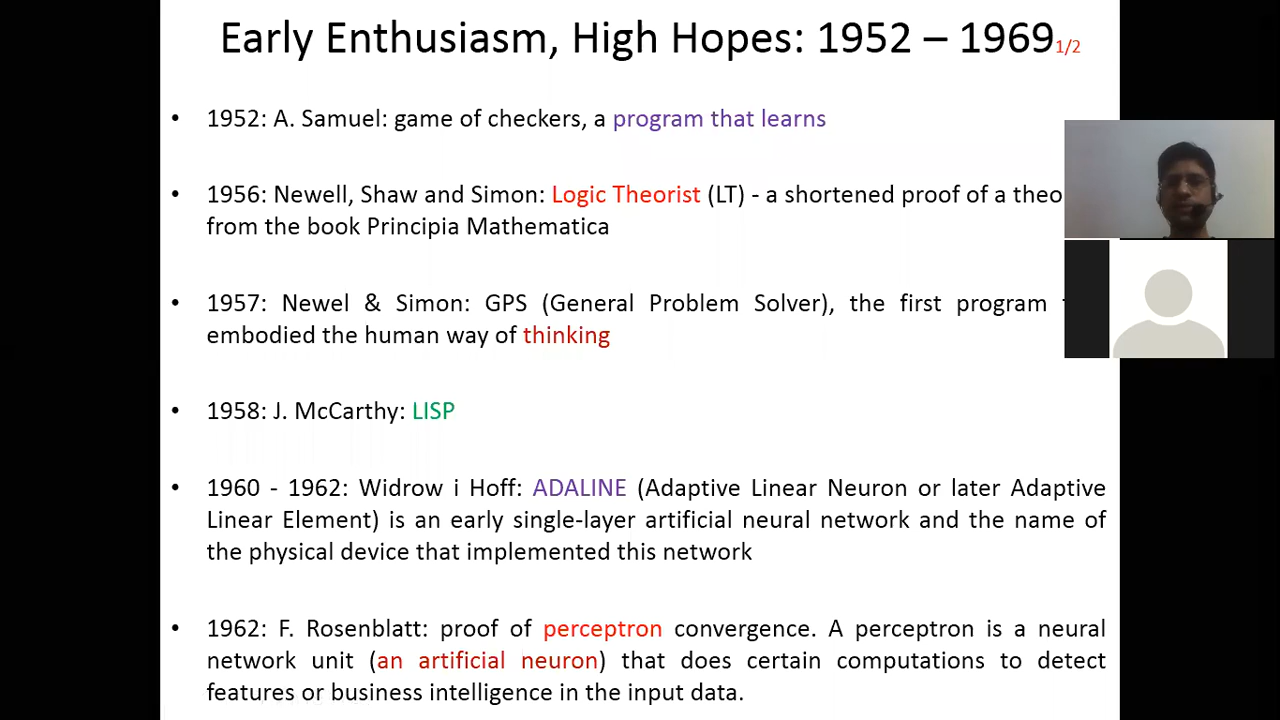 Early Enthusiasm, High Hopes: 1952 – 1969 1/2
• 1952: A. Samuel: game of checkers, a program that learns
• 1956: Newell, Shaw and Simon: Logic Theorist (LT) - a shortened proof of a
from the book Principia Mathematica
• 1957: Newel & Simon: GPS (General Problem Solver), the first program
embodied the human way of thinking
• 1958: J. McCarthy: LISP
• 1960 - 1962: Widrow i Hoff: ADALINE (Adaptive Linear Neuron or later Adaptive
Linear Element) is an early single-layer artificial neural network and the name of
the physical device that implemented this network
• 1962: F. Rosenblatt: proof of perceptron convergence. A perceptron is a neural
network unit (an artificial neuron) that does certain computations to detect
features or business intelligence in the input data.